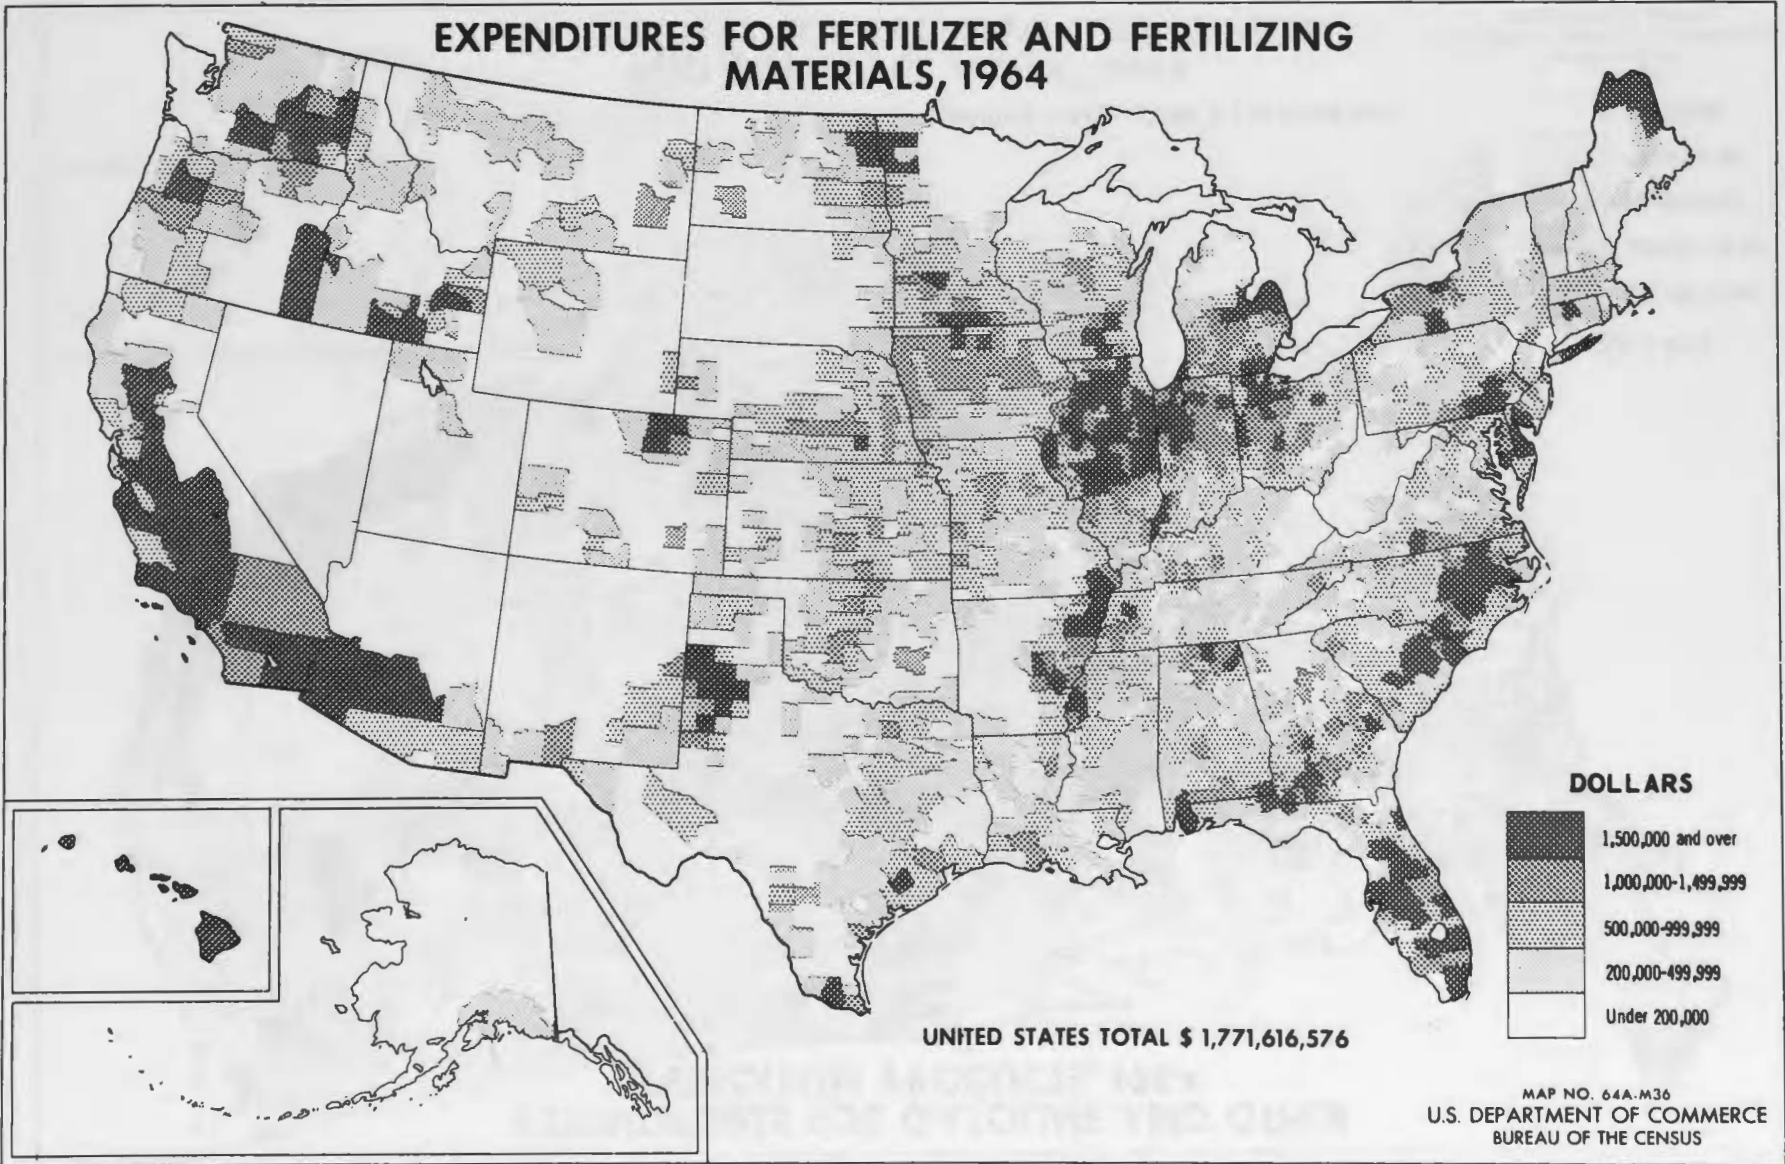 EXPENDITURES FOR FERTILIZER AND FERTILIZING
MATERIALS, 1964
DOLLARS
1,500,000 and over
1,000,000-1,499,999
500,000-999,999
200,000-499,999
Under 200,000
UNITED STATES TOTAL $ 1,771,616,576
MAP NO. 64A-M36
U.S. DEPARTMENT OF COMMERCE
BUREAU OF THE CENSUS